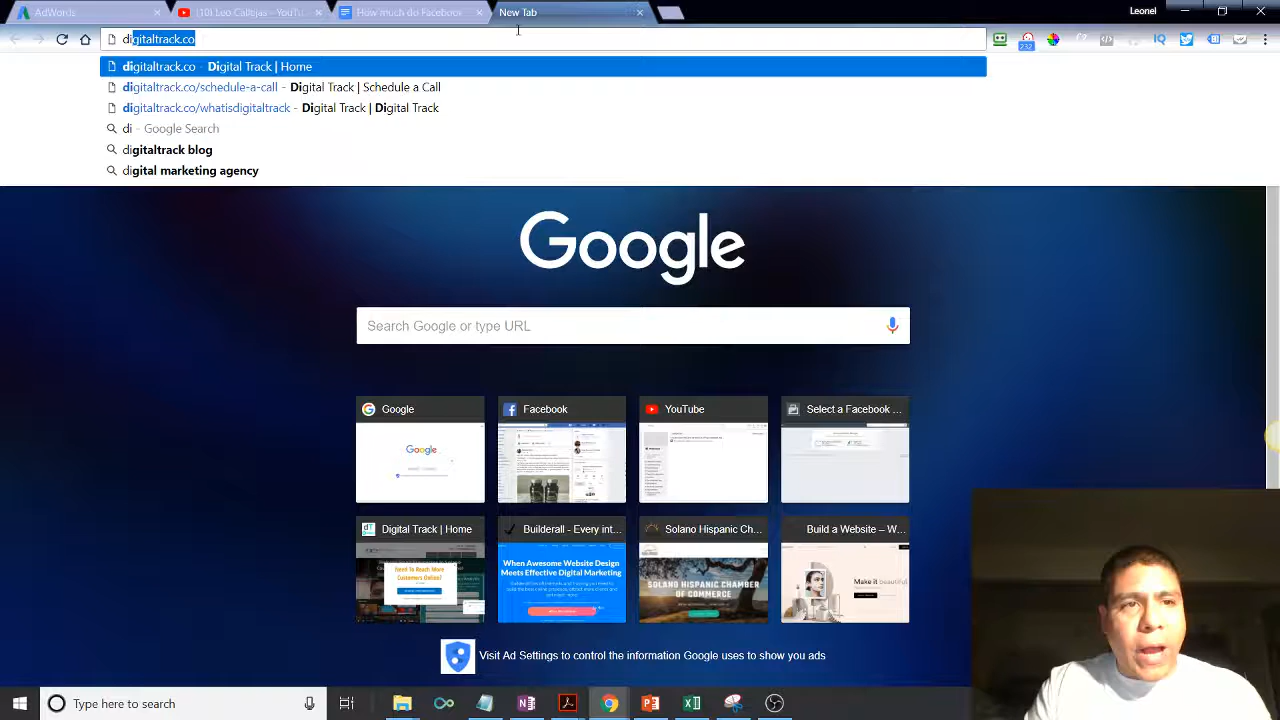 AdWords
(10) Leo Callejas - YouTu
How much do Facebook
New Tab
Leonel
digitaltrack.co
232
digitaltrack.co - Digital Track | Home
digitaltrack.co/schedule-a-call - Digital Track | Schedule a Call
digitaltrack.co/whatisdigitaltrack - Digital Track | Digital Track
di - Google Search
digitaltrack blog
digital marketing agency
Google
Search Google or type URL
Google
Facebook
YouTube
Select a Facebook ...
Google
Digital Track | Home
Builderall - Every int...
Solano Hispanic Ch...
Build a Website – W...
Need To Reach More
Customers Online?
When Awesome Website Design
Meets Effective Digital Marketing
SOLANO HISPANIC CHAMBER
OF COMMERCE
Make it beautiful
Visit Ad Settings to control the information Google uses to show you ads
Type here to search